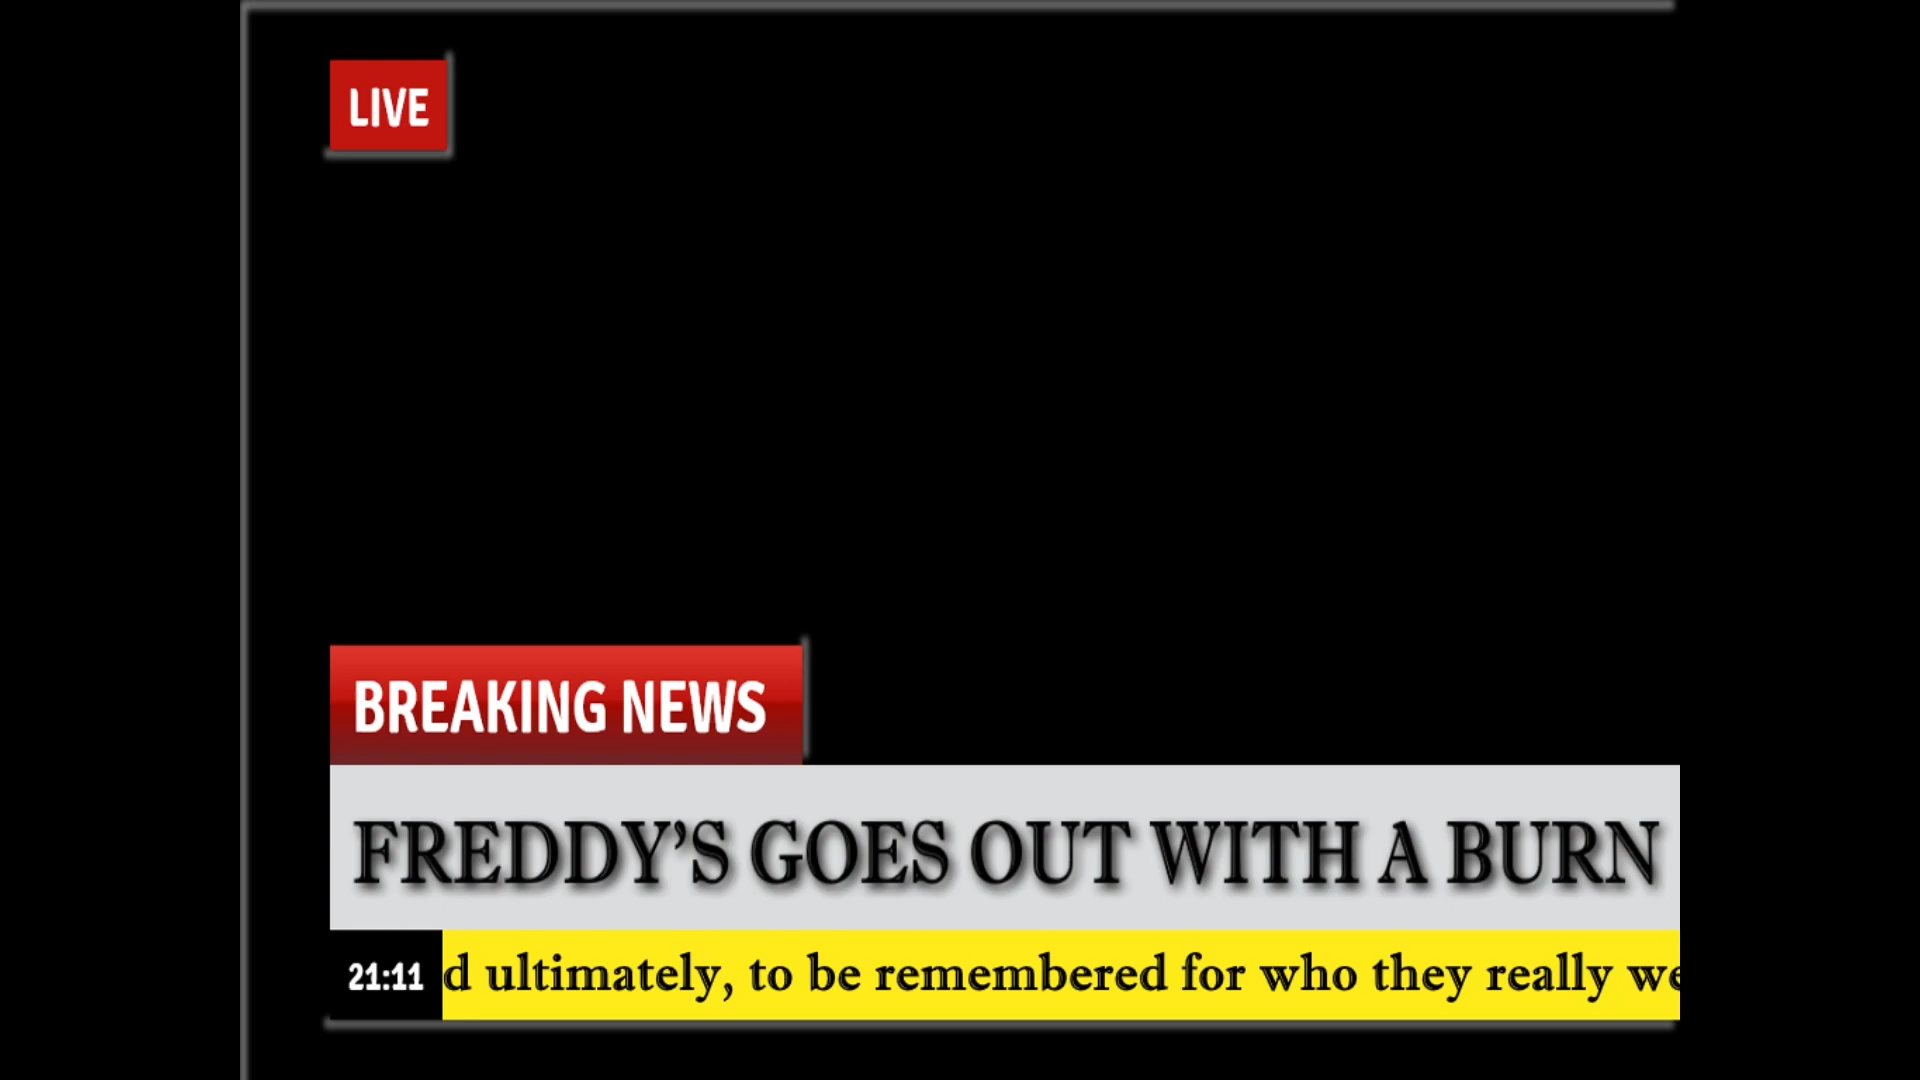 LIVE
BREAKING NEWS
FREDDY’S GOES OUT WITH A BURN
21:11
d ultimately, to be remembered for who they really we